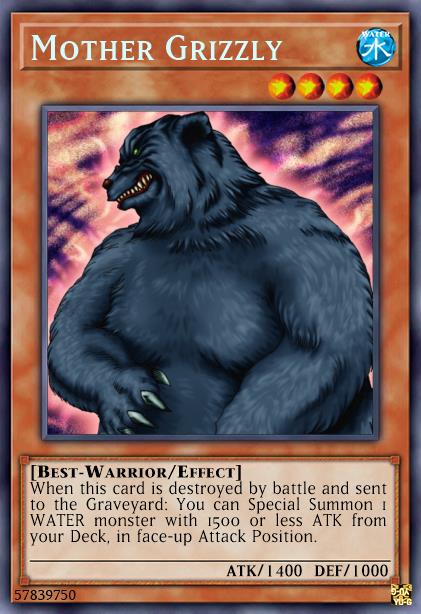 Mother Grizzly
WATER
水
[Best-Warrior/Effect]
When this card is destroyed by battle and sent
to the Graveyard: You can Special Summon 1
WATER monster with 1500 or less ATK from
your Deck, in face-up Attack Position.
ATK/1400 DEF/1000
57839750